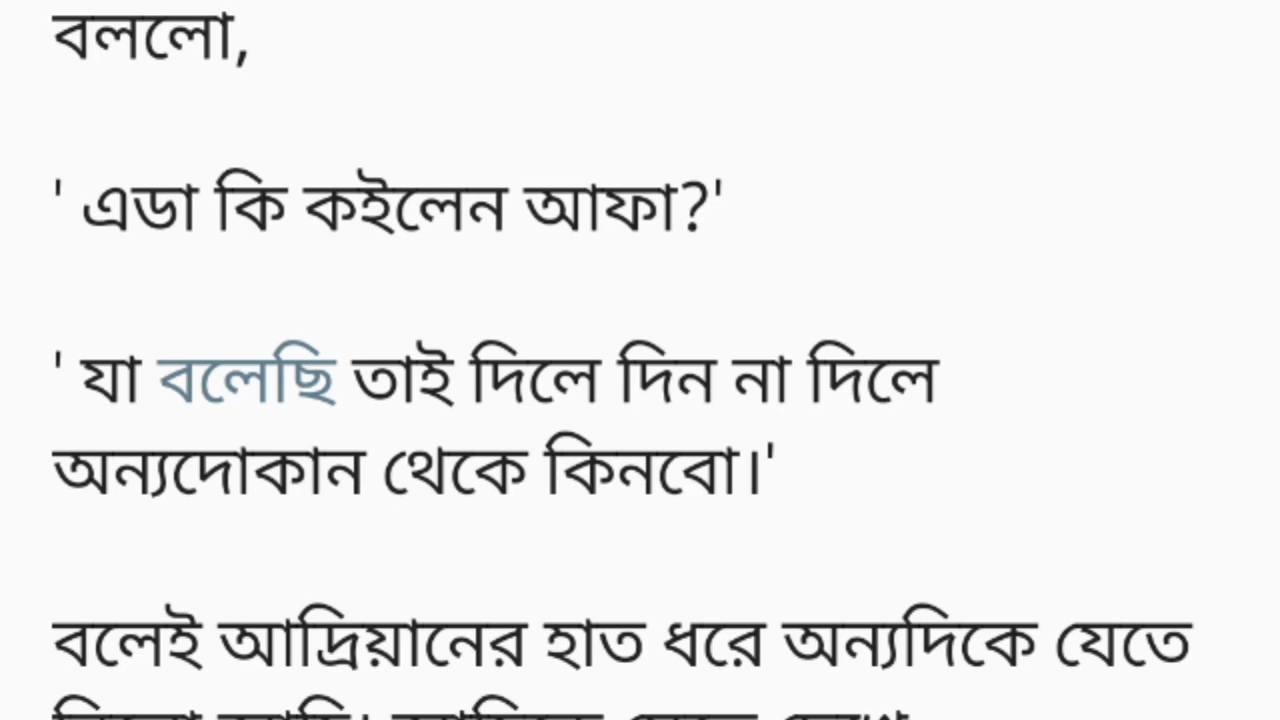 বললো,
' এডা কি কইলেন আফা?'
' যা বলেছি তাই দিলে দিন না দিলে
অন্যদোকান থেকে কিনবো।'
বলেই আদ্রিয়ানের হাত ধরে অন্যদিকে যেতে